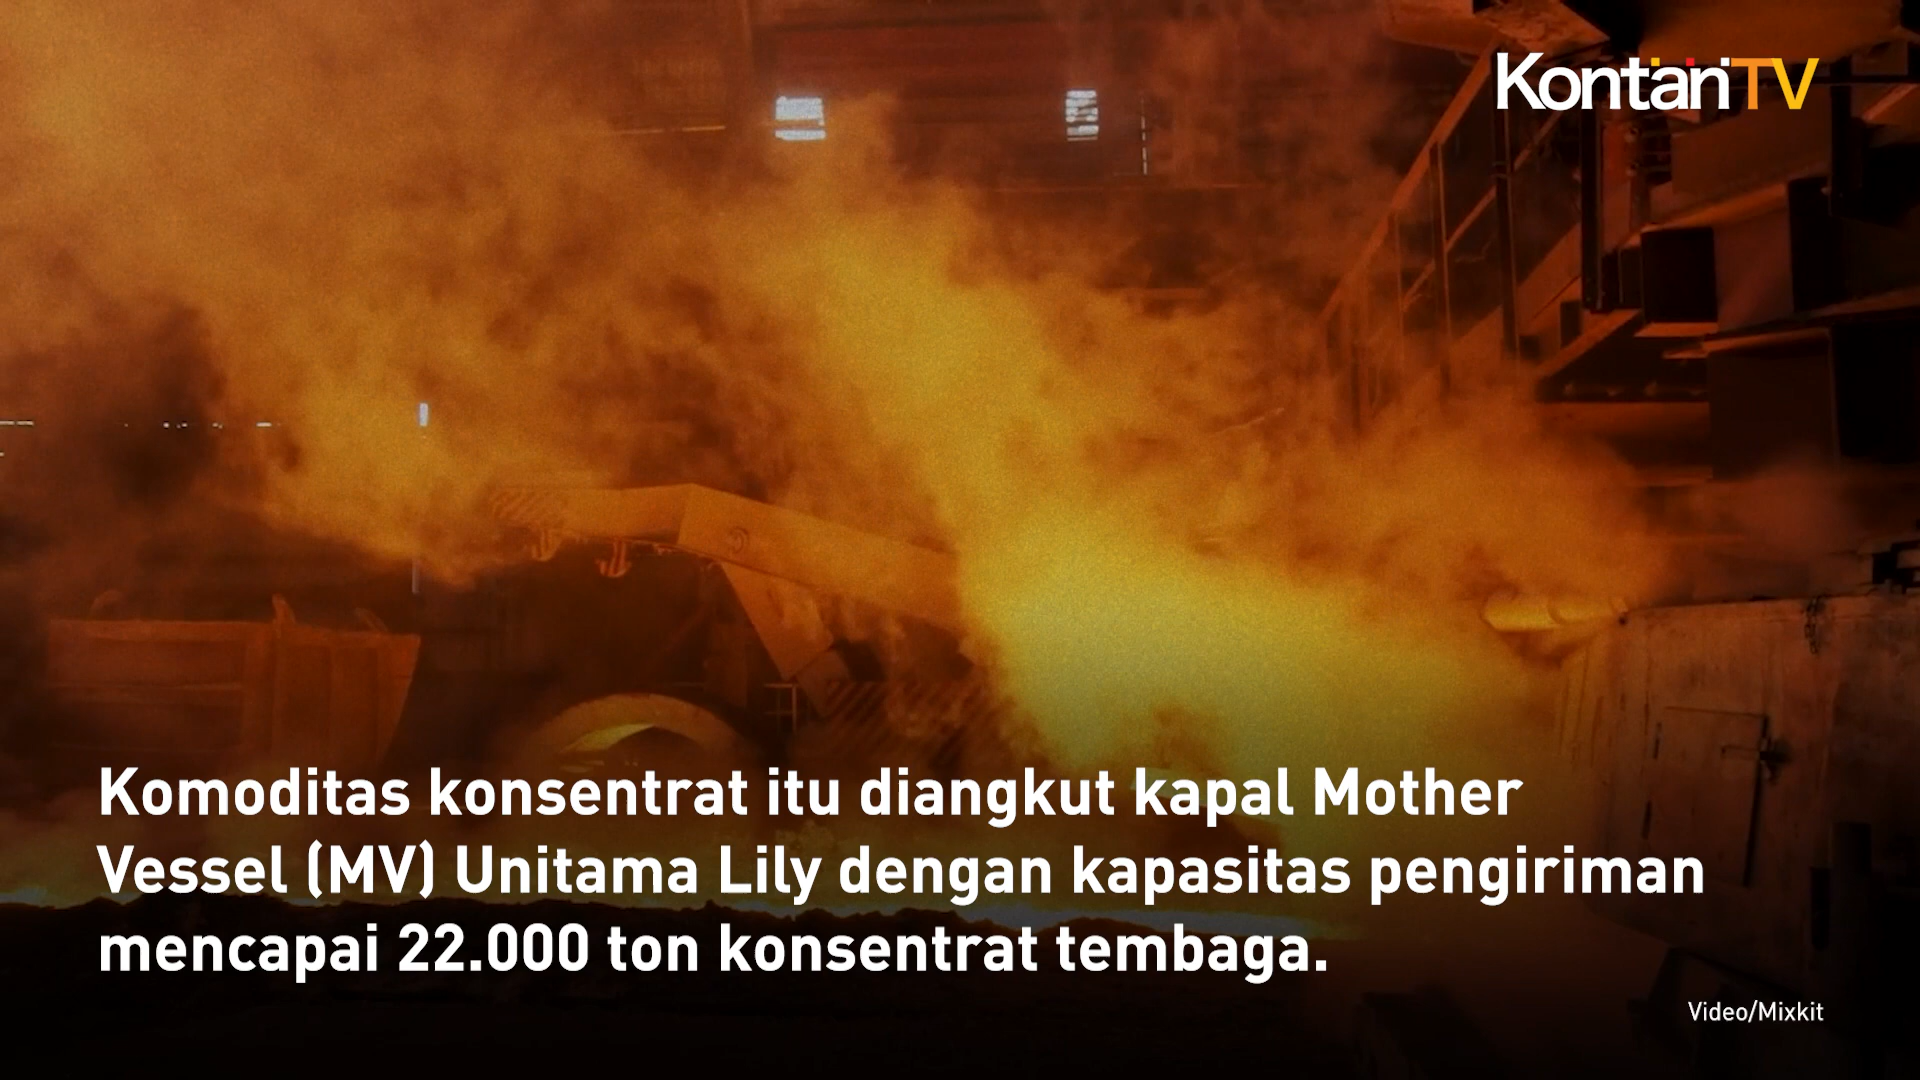 KontanTV
Komoditas konsentrat itu diangkut kapal Mother
Vessel (MV) Unitama Lily dengan kapasitas pengiriman
mencapai 22.000 ton konsentrat tembaga.
Video/Mixkit